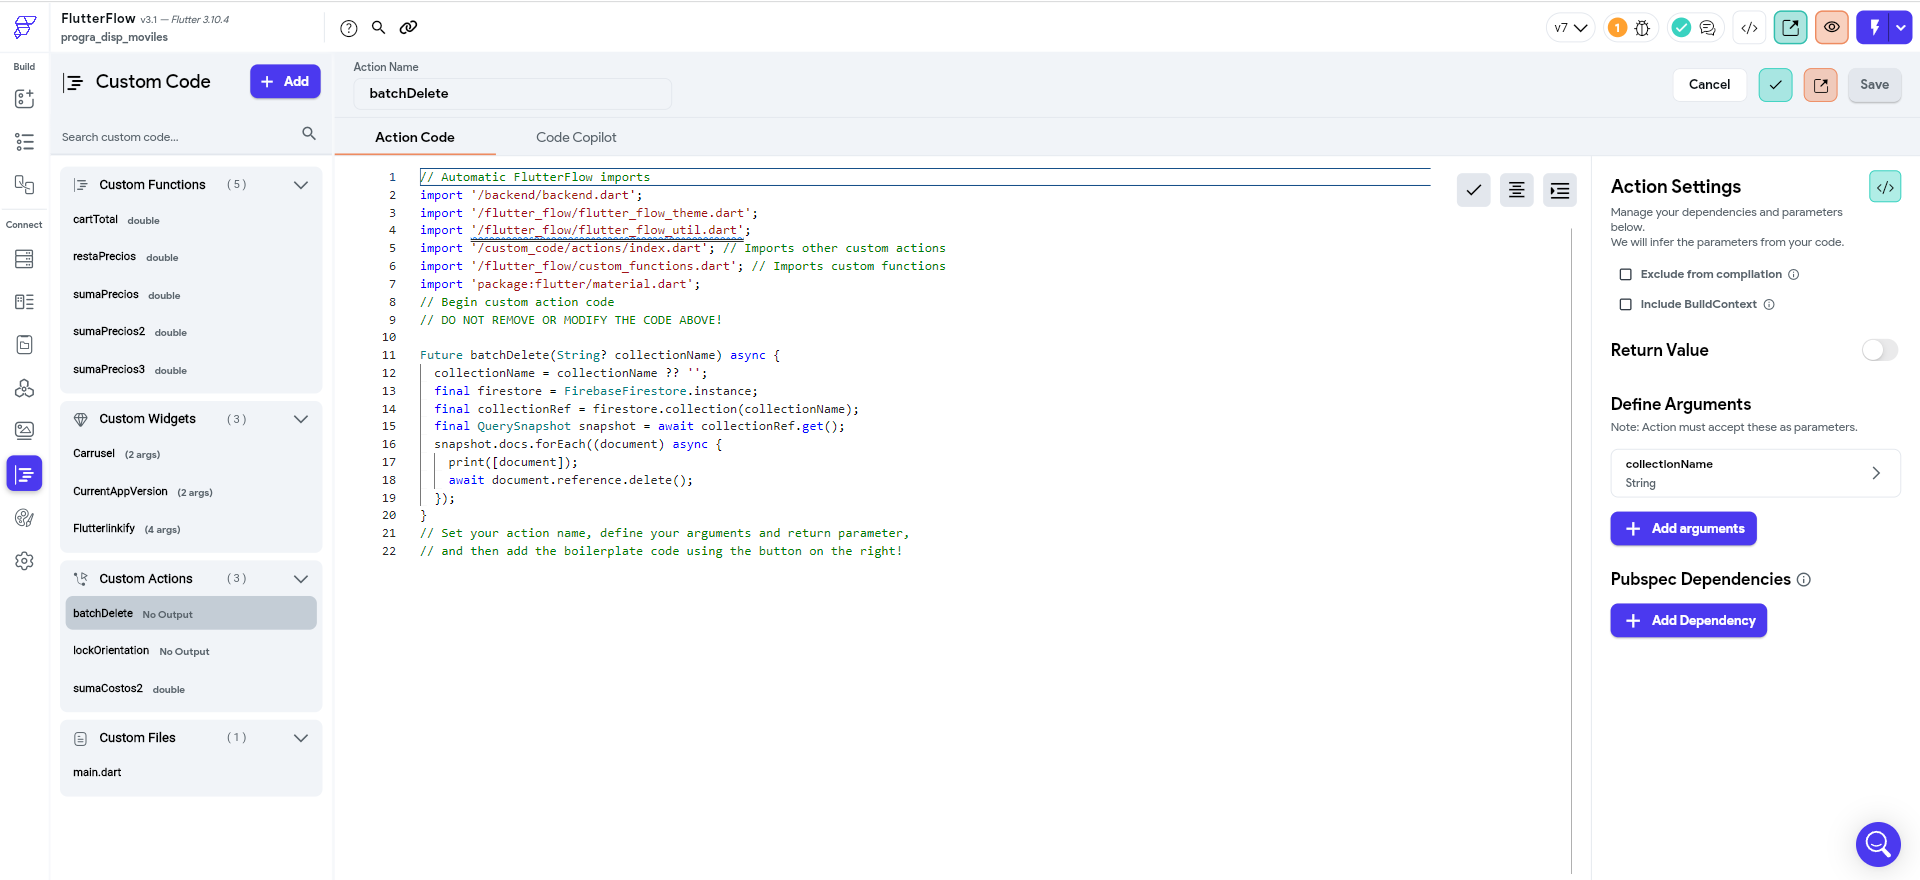 FlutterFlow v3.1 — Flutter 3.10.4
progra_disp_moviles
v7
1
Build
Connect
Custom Code
Add
Search custom code...
Custom Functions (5)
cartTotal double
restaPrecios double
sumaPrecios double
sumaPrecios2 double
sumaPrecios3 double
Custom Widgets (3)
Carrusel (2 args)
CurrentAppVersion (2 args)
Flutterlinkify (4 args)
Custom Actions (3)
batchDelete No Output
lockOrientation No Output
sumaCostos2 double
Custom Files (1)
main.dart
Action Name
batchDelete
Cancel
Save
Action Code
Code Copilot
1 // Automatic FlutterFlow imports
2 import '/backend/backend.dart';
3 import '/flutter_flow/flutter_flow_theme.dart';
4 import '/flutter_flow/flutter_flow_util.dart';
5 import '/custom_code/actions/index.dart'; // Imports other custom actions
6 import '/flutter_flow/custom_functions.dart'; // Imports custom functions
7 import 'package:flutter/material.dart';
8 // Begin custom action code
9 // DO NOT REMOVE OR MODIFY THE CODE ABOVE!
10
11 Future batchDelete(String? collectionName) async {
12 collectionName = collectionName ?? '';
13 final firestore = FirebaseFirestore.instance;
14 final collectionRef = firestore.collection(collectionName);
15 final QuerySnapshot snapshot = await collectionRef.get();
16 snapshot.docs.forEach((document) async {
17 print([document]);
18 await document.reference.delete();
19 });
20 }
21 // Set your action name, define your arguments and return parameter,
22 // and then add the boilerplate code using the button on the right!
Action Settings
Manage your dependencies and parameters
below.
We will infer the parameters from your code.
Exclude from compilation
Include BuildContext
Return Value
Define Arguments
Note: Action must accept these as parameters.
collectionName
String
Add arguments
Pubspec Dependencies
Add Dependency